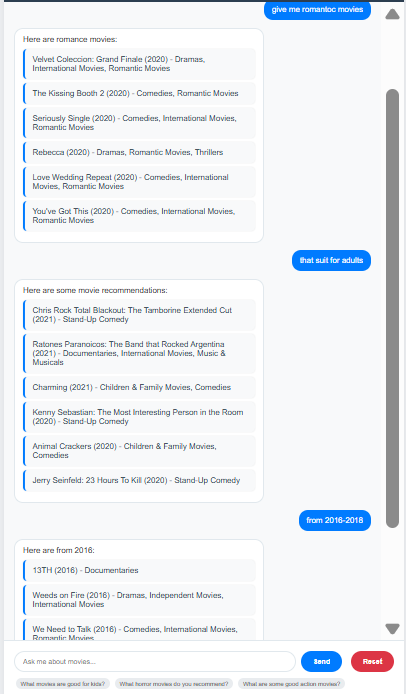 give me romantoc movies
Here are romance movies:
Velvet Coleccion: Grand Finale (2020) - Dramas,
International Movies, Romantic Movies
The Kissing Booth 2 (2020) - Comedies, Romantic Movies
Seriously Single (2020) - Comedies, International Movies,
Romantic Movies
Rebecca (2020) - Dramas, Romantic Movies, Thrillers
Love Wedding Repeat (2020) - Comedies, International
Movies, Romantic Movies
You've Got This (2020) - Comedies, International Movies,
Romantic Movies
that suit for adults
Here are some movie recommendations:
Chris Rock Total Blackout: The Tamborine Extended Cut
(2021) - Stand-Up Comedy
Ratones Paranoicos: The Band that Rocked Argentina
(2021) - Documentaries, International Movies, Music &
Musicals
Charming (2021) - Children & Family Movies, Comedies
Kenny Sebastian: The Most Interesting Person in the Room
(2020) - Stand-Up Comedy
Animal Crackers (2020) - Children & Family Movies,
Comedies
Jerry Seinfeld: 23 Hours To Kill (2020) - Stand-Up Comedy
from 2016-2018
Here are from 2016:
13TH (2016) - Documentaries
Weeds on Fire (2016) - Dramas, Independent Movies,
International Movies
We Need to Talk (2016) - Comedies, International Movies,
Romantic Movies
Ask me about movies...
Send
Reset
What movies are good for kids?
What horror movies do you recommend?
What are some good action movies?